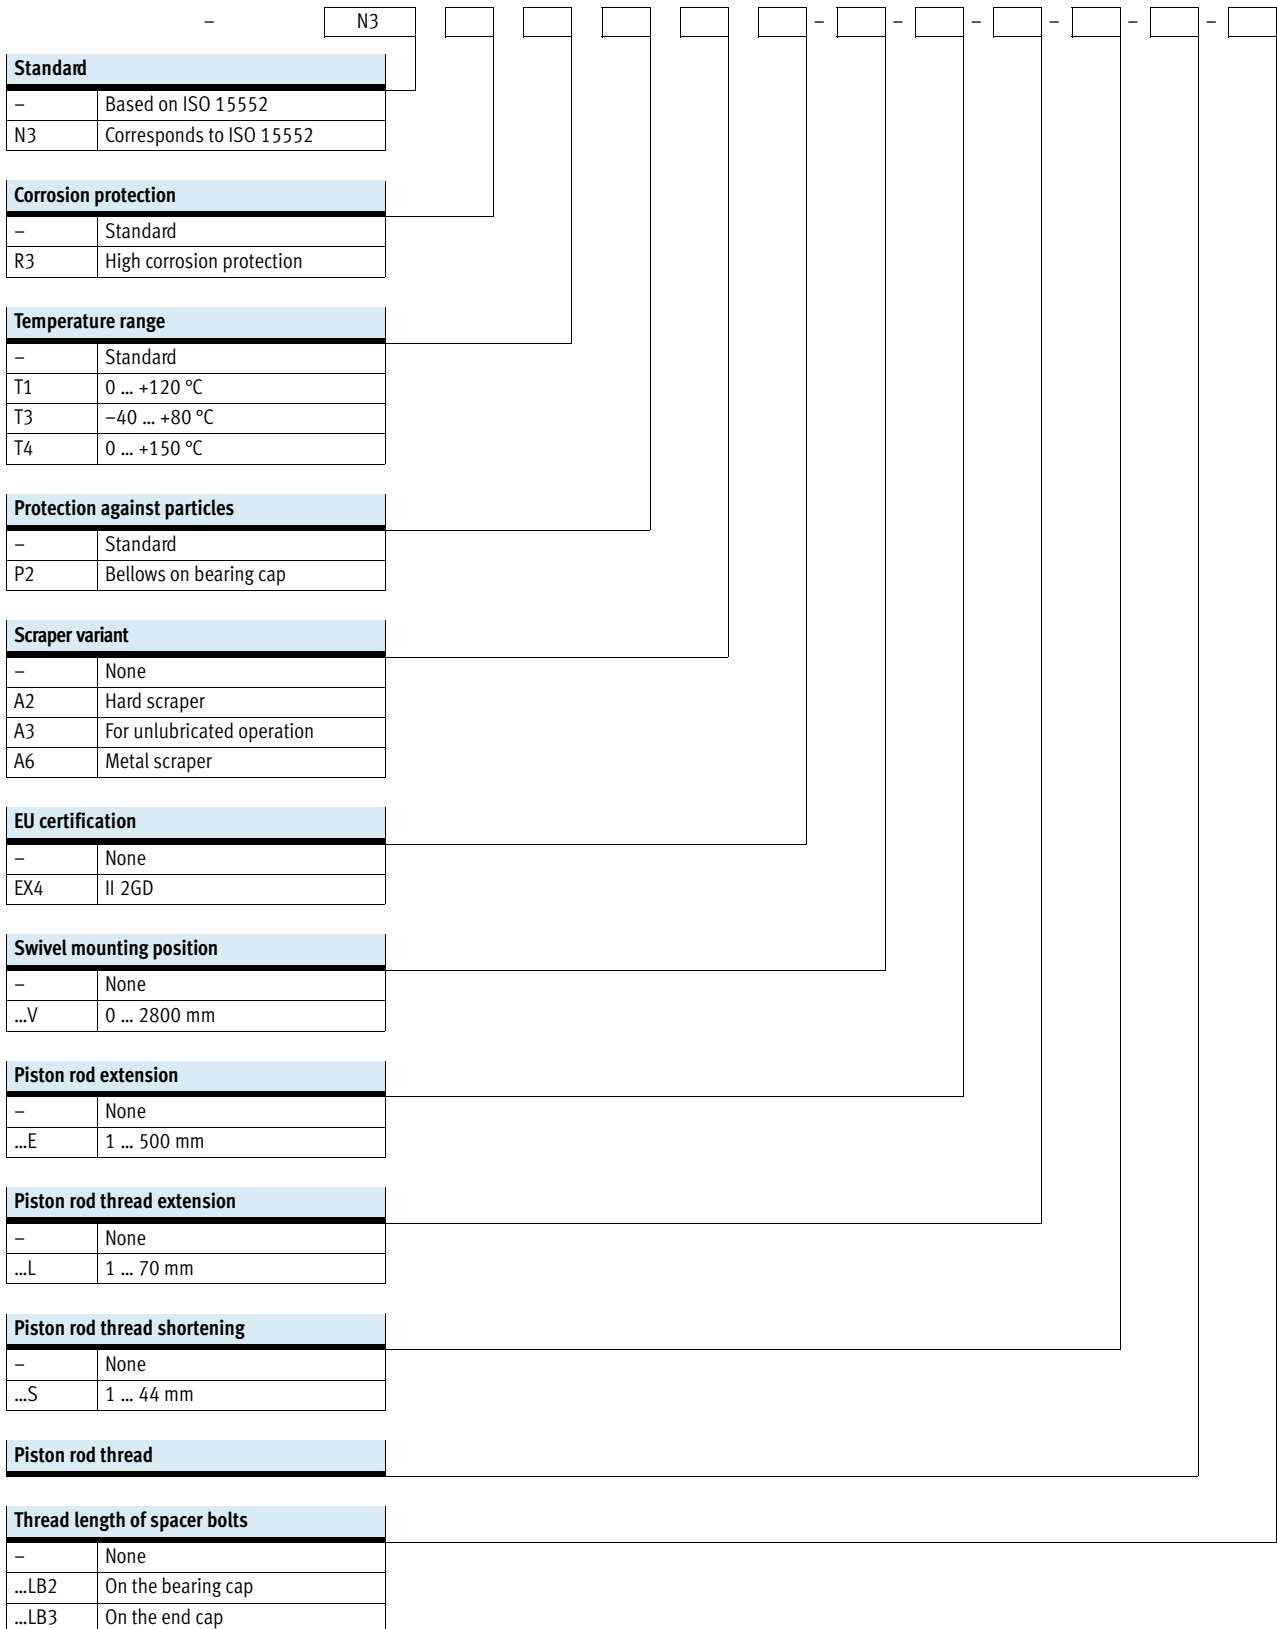 – N3 – – – – – –
Standard
– Based on ISO 15552
N3 Corresponds to ISO 15552
Corrosion protection
– Standard
R3 High corrosion protection
Temperature range
– Standard
T1 0 ... +120 °C
T3 –40 ... +80 °C
T4 0 ... +150 °C
Protection against particles
– Standard
P2 Bellows on bearing cap
Scraper variant
– None
A2 Hard scraper
A3 For unlubricated operation
A6 Metal scraper
EU certification
– None
EX4 II 2GD
Swivel mounting position
– None
...V 0 ... 2800 mm
Piston rod extension
– None
...E 1 ... 500 mm
Piston rod thread extension
– None
...L 1 ... 70 mm
Piston rod thread shortening
– None
...S 1 ... 44 mm
Piston rod thread
Thread length of spacer bolts
– None
...LB2 On the bearing cap
...LB3 On the end cap